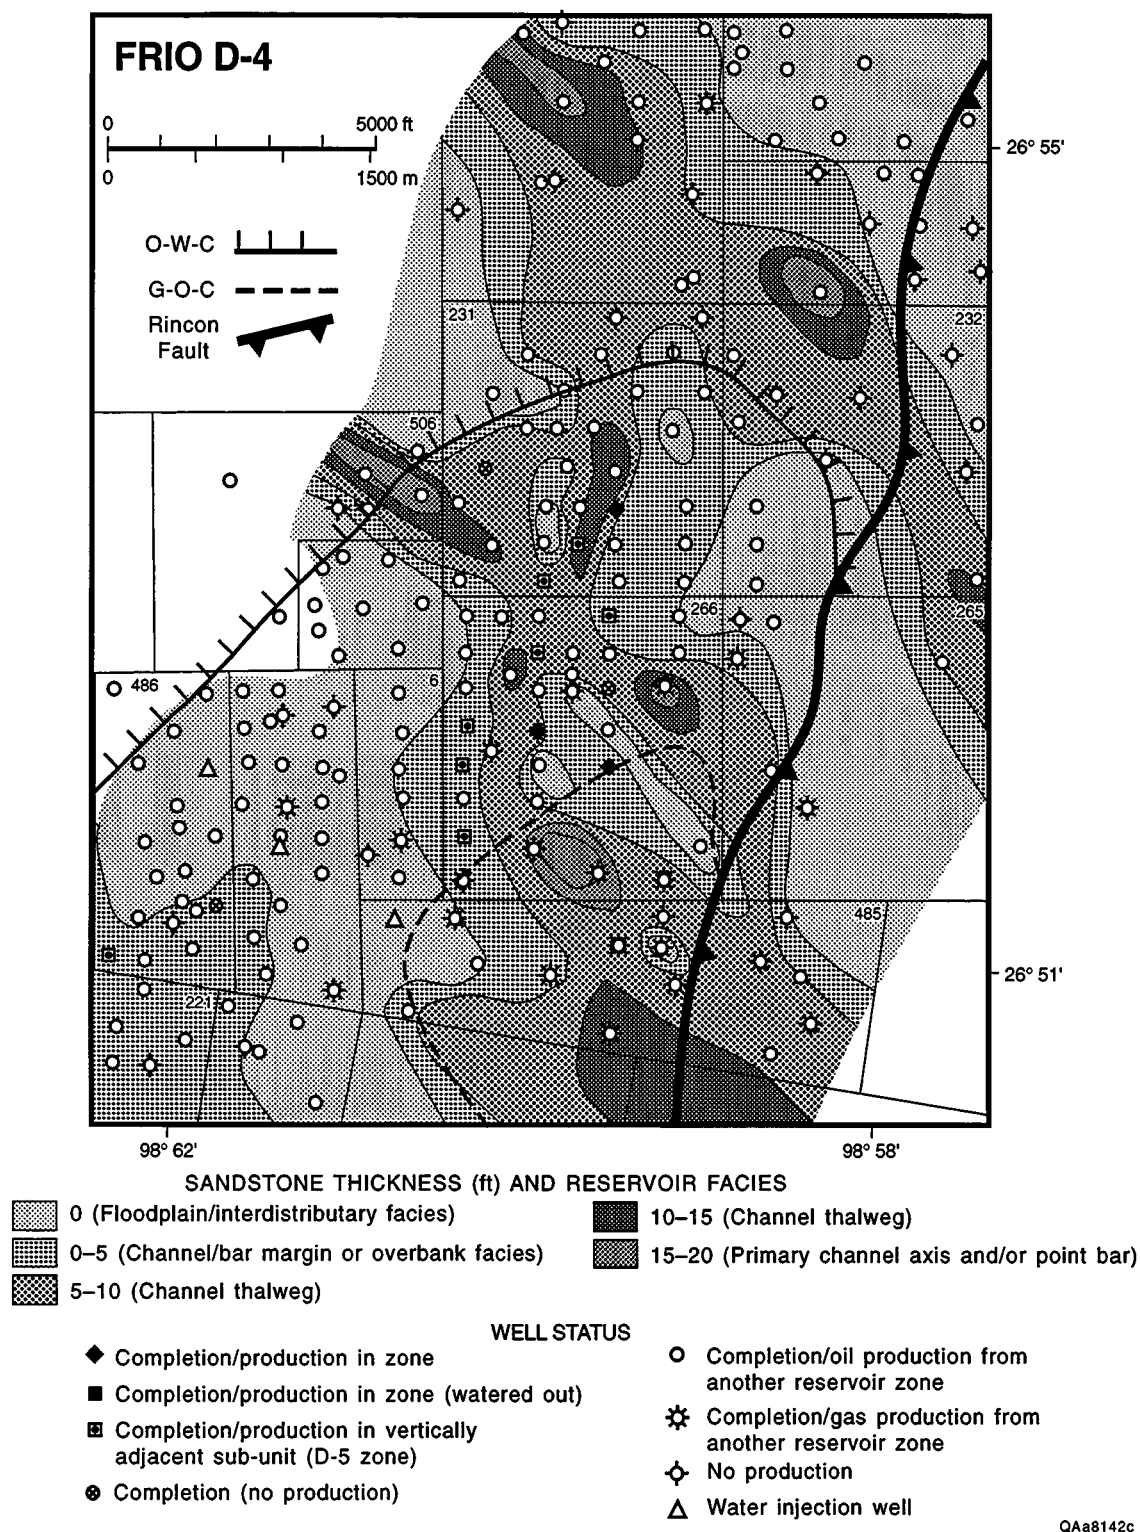 FRIO D-4
0 5000 ft
0 1500 m
O-W-C
G-O-C
Rincon
Fault
26° 55'
231
232
506
266
265
486
6
485
26° 51'
221
98° 62'
98° 58'
SANDSTONE THICKNESS (ft) AND RESERVOIR FACIES
0 (Floodplain/interdistributary facies)
0–5 (Channel/bar margin or overbank facies)
5–10 (Channel thalweg)
10–15 (Channel thalweg)
15–20 (Primary channel axis and/or point bar)
WELL STATUS
Completion/production in zone
Completion/production in zone (watered out)
Completion/production in vertically
adjacent sub-unit (D-5 zone)
Completion (no production)
Completion/oil production from
another reservoir zone
Completion/gas production from
another reservoir zone
No production
Water injection well
QAa8142c